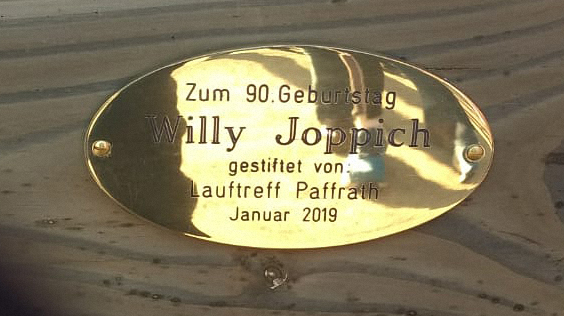 Zum 90.Geburtstag
Willy Joppich
gestiftet von:
Lauftreff Paffrath
Januar 2019